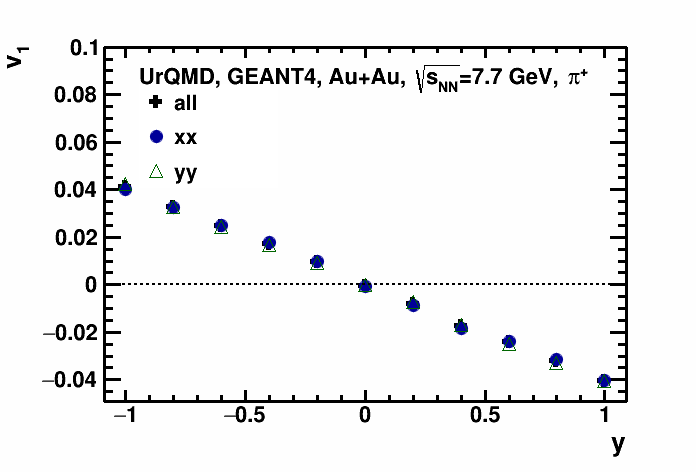 v1
UrQMD, GEANT4, Au+Au, √sNN=7.7 GeV, π+
all
xx
yy
0.1
0.08
0.06
0.04
0.02
0
−0.02
−0.04
−1 −0.5 0 0.5 1
y